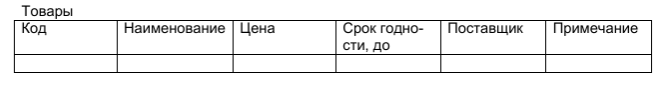 Товары
Код Наименование Цена Срок годно-
сти, до Поставщик Примечание